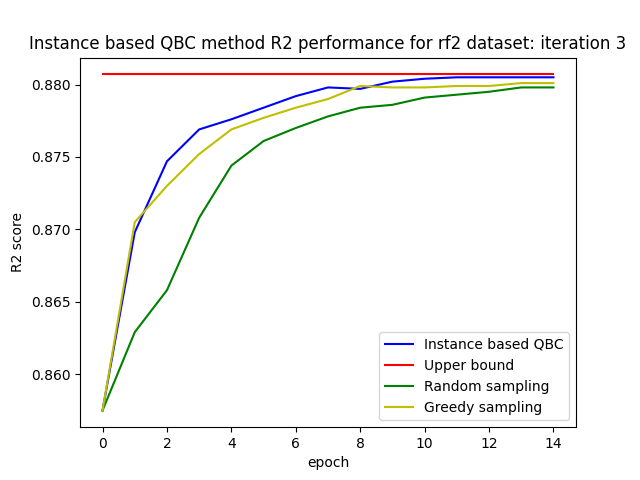 Instance based QBC method R2 performance for rf2 dataset: iteration 3
0.880
0.875
0.870
0.865
0.860
R2 score
Instance based QBC
Upper bound
Random sampling
Greedy sampling
0 2 4 6 8 10 12 14
epoch